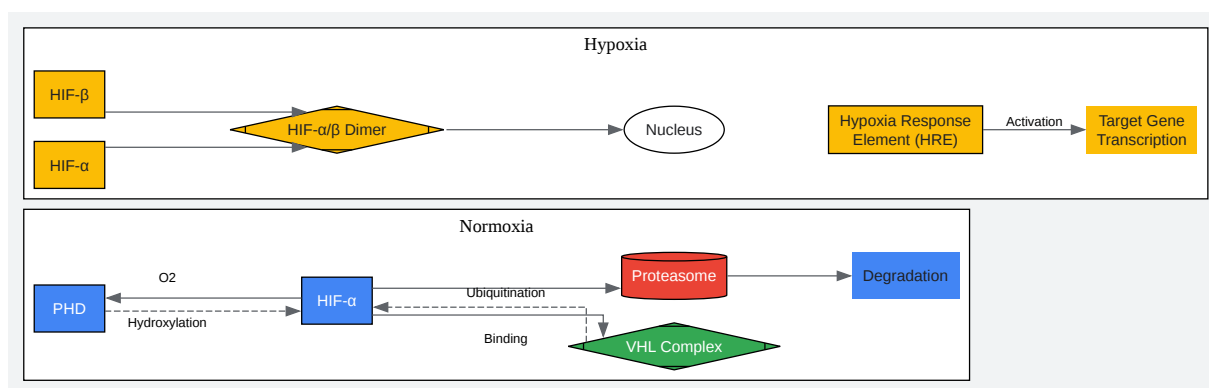 Hypoxia
HIF-β
HIF-α
HIF-α/β Dimer
Nucleus
Hypoxia Response
Element (HRE)
Activation
Target Gene
Transcription
Normoxia
PHD
O2
Hydroxylation
HIF-α
Ubiquitination
Binding
Proteasome
VHL Complex
Degradation